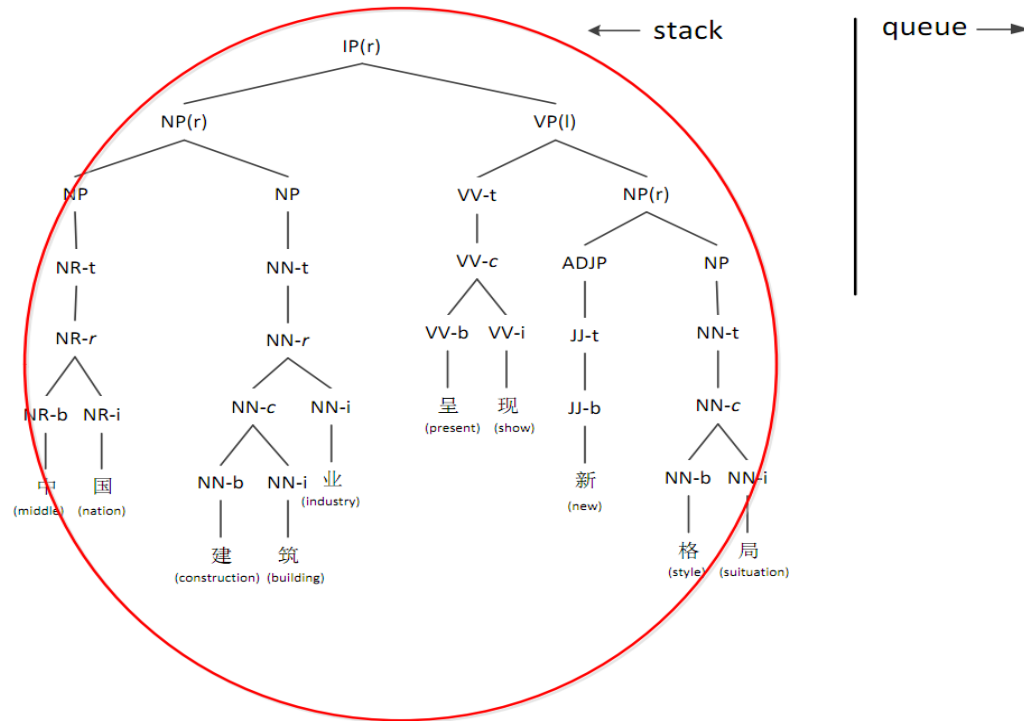 stack queue
IP(r)
NP(r) VP(l)
NP NP VV-t NP(r)
NR-t NN-t VV-c ADJP NP
NR-r NN-r VV-b VV-i JJ-t NN-t
NR-b NR-i NN-c NN-i 呈 现 JJ-b NN-c
(present) (show)
中 国 NN-b NN-i 业 新 NN-b NN-i
(middle) (nation) (industry) (new)
建 筑 格 局
(construction) (building) (style) (suituation)